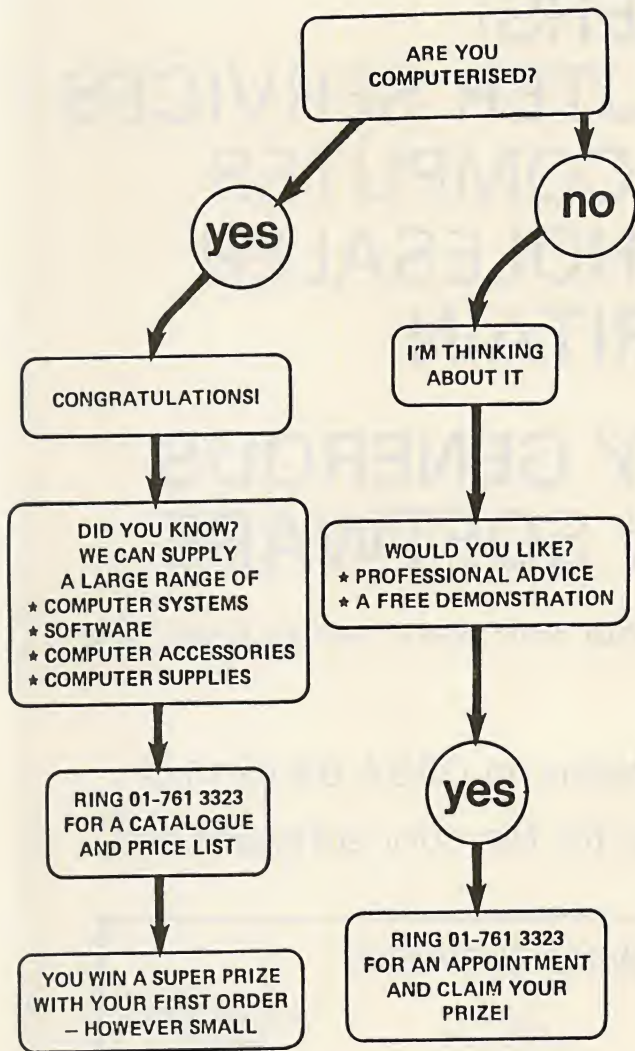 ARE YOU
COMPUTERISED?
yes
no
CONGRATULATIONS!
I'M THINKING
ABOUT IT
DID YOU KNOW?
WE CAN SUPPLY
A LARGE RANGE OF
★ COMPUTER SYSTEMS
★ SOFTWARE
★ COMPUTER ACCESSORIES
★ COMPUTER SUPPLIES
WOULD YOU LIKE?
★ PROFESSIONAL ADVICE
★ A FREE DEMONSTRATION
RING 01-761 3323
FOR A CATALOGUE
AND PRICE LIST
yes
YOU WIN A SUPER PRIZE
WITH YOUR FIRST ORDER
– HOWEVER SMALL
RING 01-761 3323
FOR AN APPOINTMENT
AND CLAIM YOUR
PRIZE!